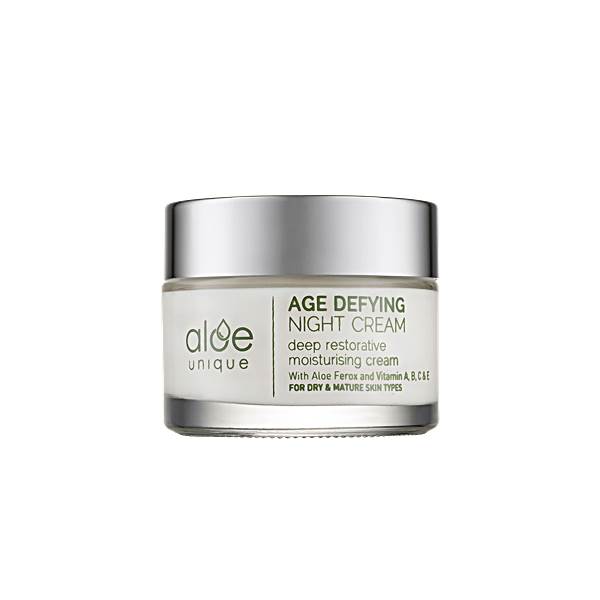 aloe
unique
AGE DEFYING
NIGHT CREAM
deep restorative
moisturising cream
With Aloe Ferox and Vitamin A, B, C & E
FOR DRY & MATURE SKIN TYPES